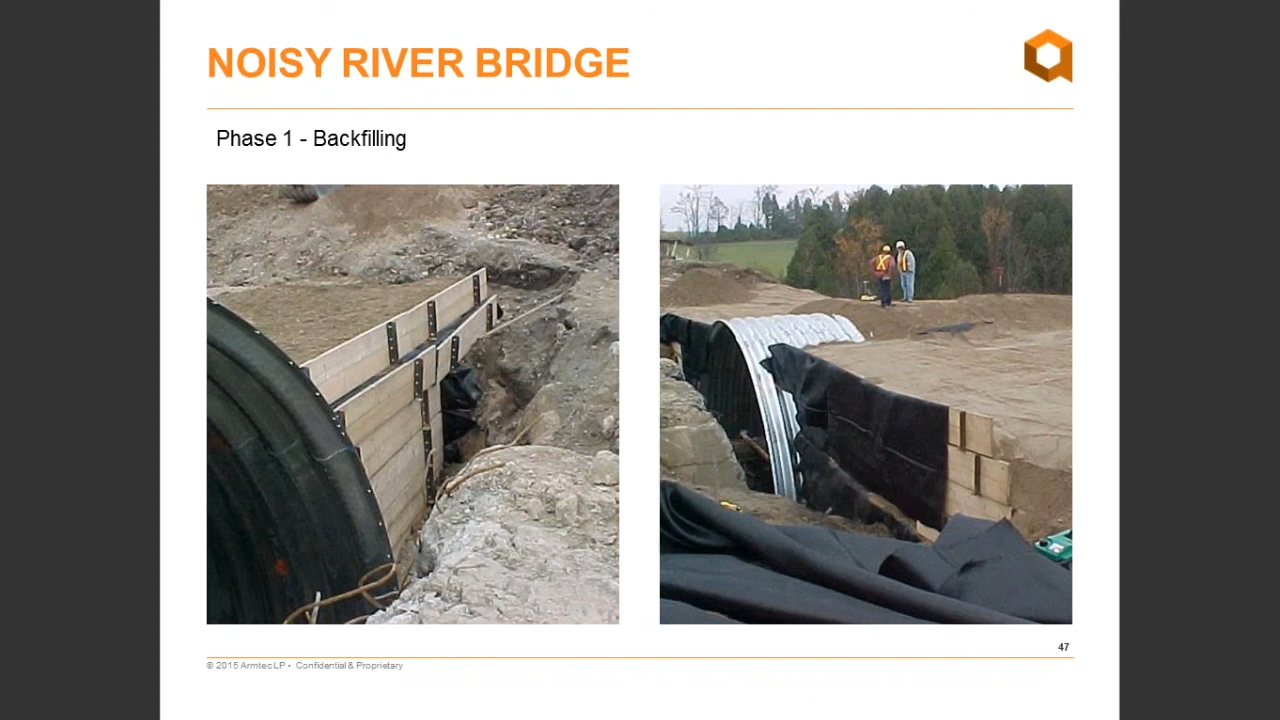 NOISY RIVER BRIDGE
Phase 1 - Backfilling
47
© 2015 Armtec LP • Confidential & Proprietary